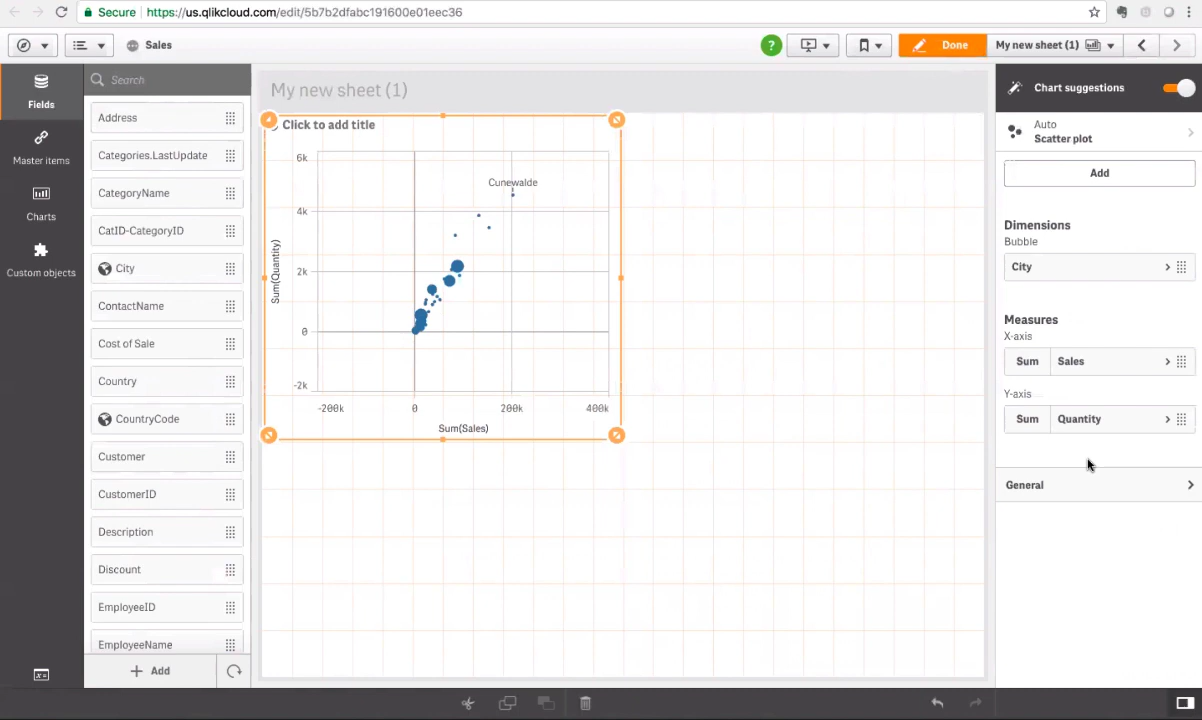 Secure
https://us.qlikcloud.com/edit/5b7b2dfabc191600e01eec36
Sales
?
Done
My new sheet (1)
Fields
Master items
Charts
Custom objects
Search
Address
Categories.LastUpdate
CategoryName
CatID-CategoryID
City
ContactName
Cost of Sale
Country
CountryCode
Customer
CustomerID
Description
Discount
EmployeeID
EmployeeName
Add
My new sheet (1)
Click to add title
6k
4k
2k
0
-2k
Sum(Quantity)
Cunewalde
-200k
0
200k
400k
Sum(Sales)
Chart suggestions
Auto
Scatter plot
Add
Dimensions
Bubble
City
Measures
X-axis
Sum Sales
Y-axis
Sum Quantity
General